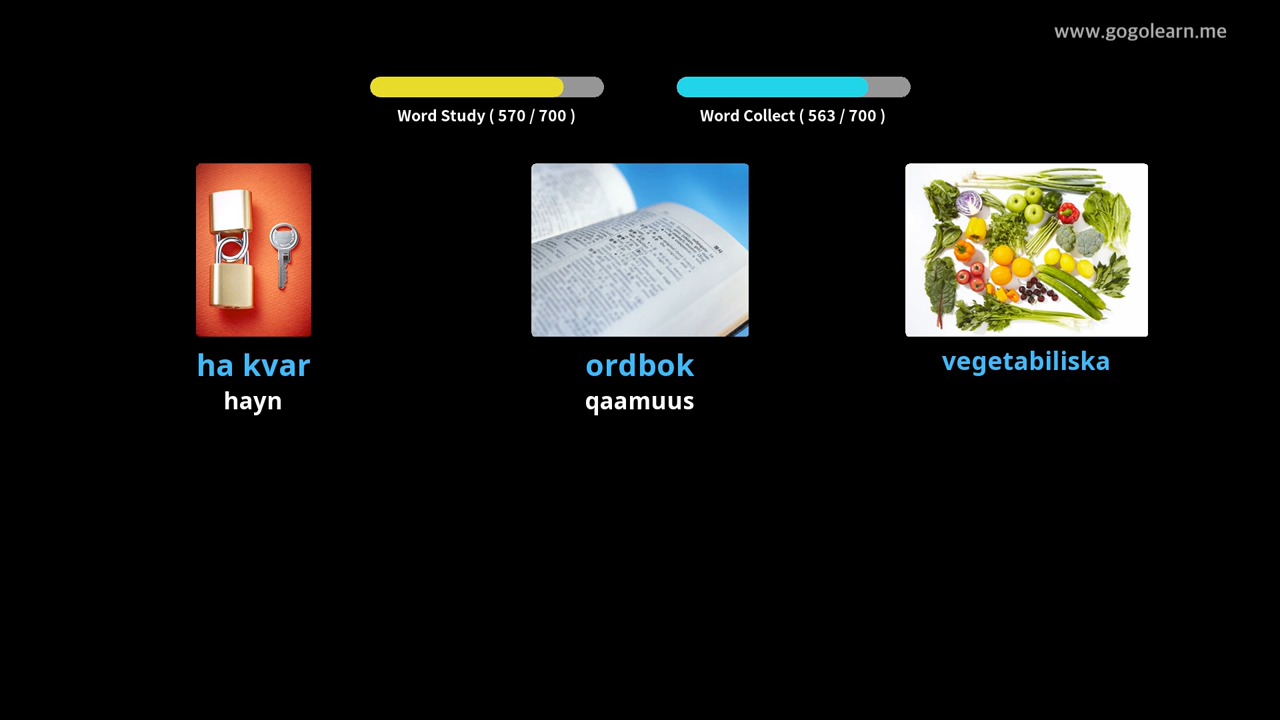 www.gogolearn.me
Word Study ( 570 / 700 )
Word Collect ( 563 / 700 )
ha kvar
hayn
ordbok
qaamuus
vegetabiliska